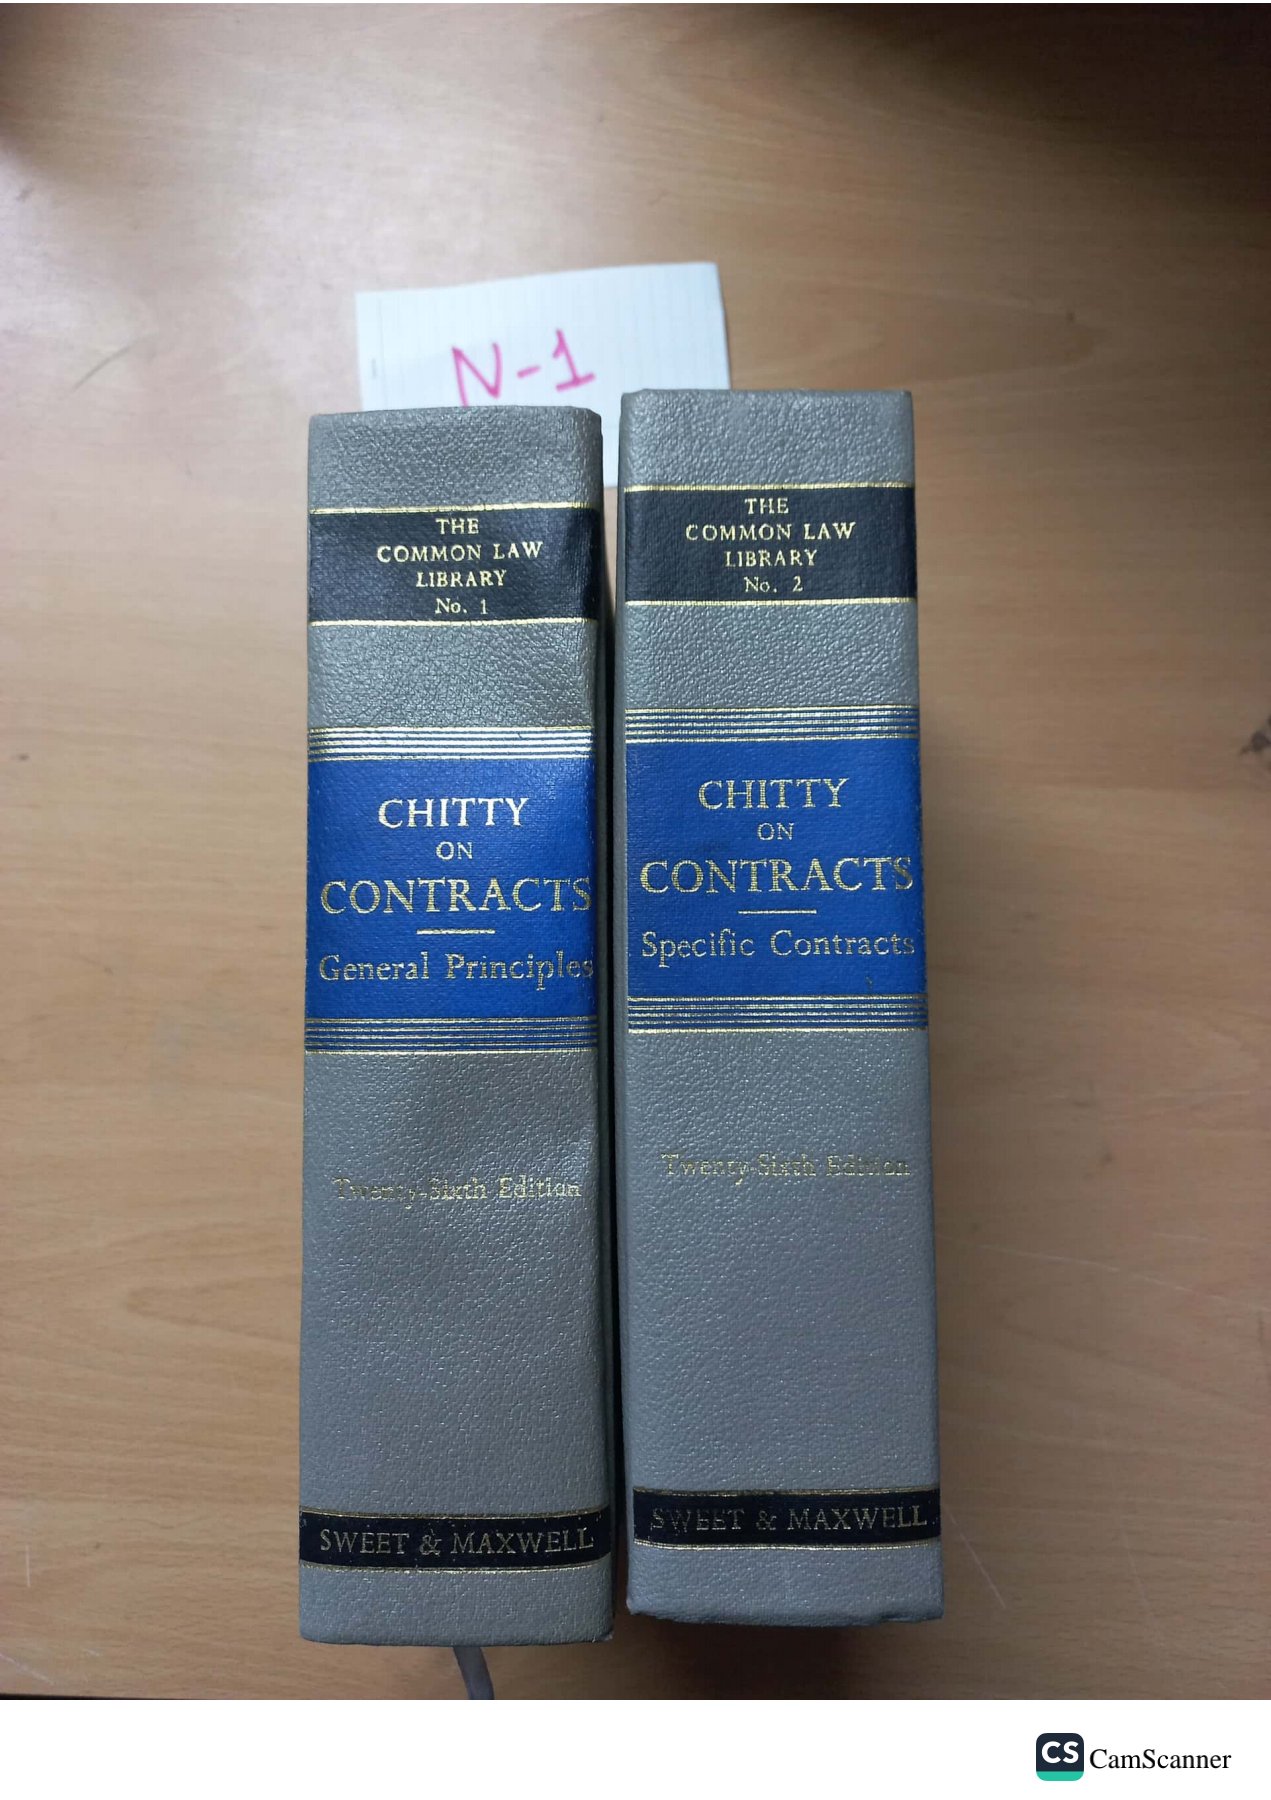 N-1
THE
COMMON LAW
LIBRARY
No. 1
CHITTY
ON
CONTRACTS
General Principles
Twenty-Sixth Edition
SWEET & MAXWELL
THE
COMMON LAW
LIBRARY
No. 2
CHITTY
ON
CONTRACTS
Specific Contracts
Twenty-Sixth Edition
SWEET & MAXWELL
CS CamScanner